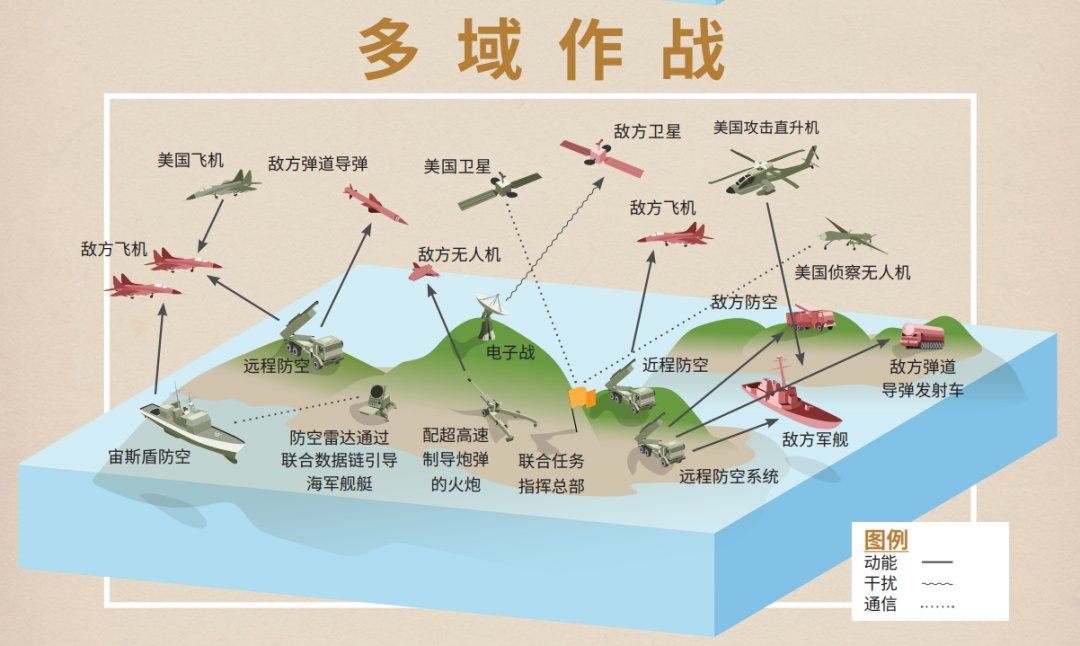 多域作战
美国飞机
敌方弹道导弹
美国卫星
敌方卫星
美国攻击直升机
敌方飞机
敌方飞机
敌方无人机
美国侦察无人机
敌方防空
电子战
远程防空
近程防空
敌方弹道
导弹发射车
宙斯盾防空
防空雷达通过
联合数据链引导
海军舰艇
配超高速
制导炮弹
的火炮
联合任务
指挥总部
敌方军舰
远程防空系统
图例
动能
干扰
通信